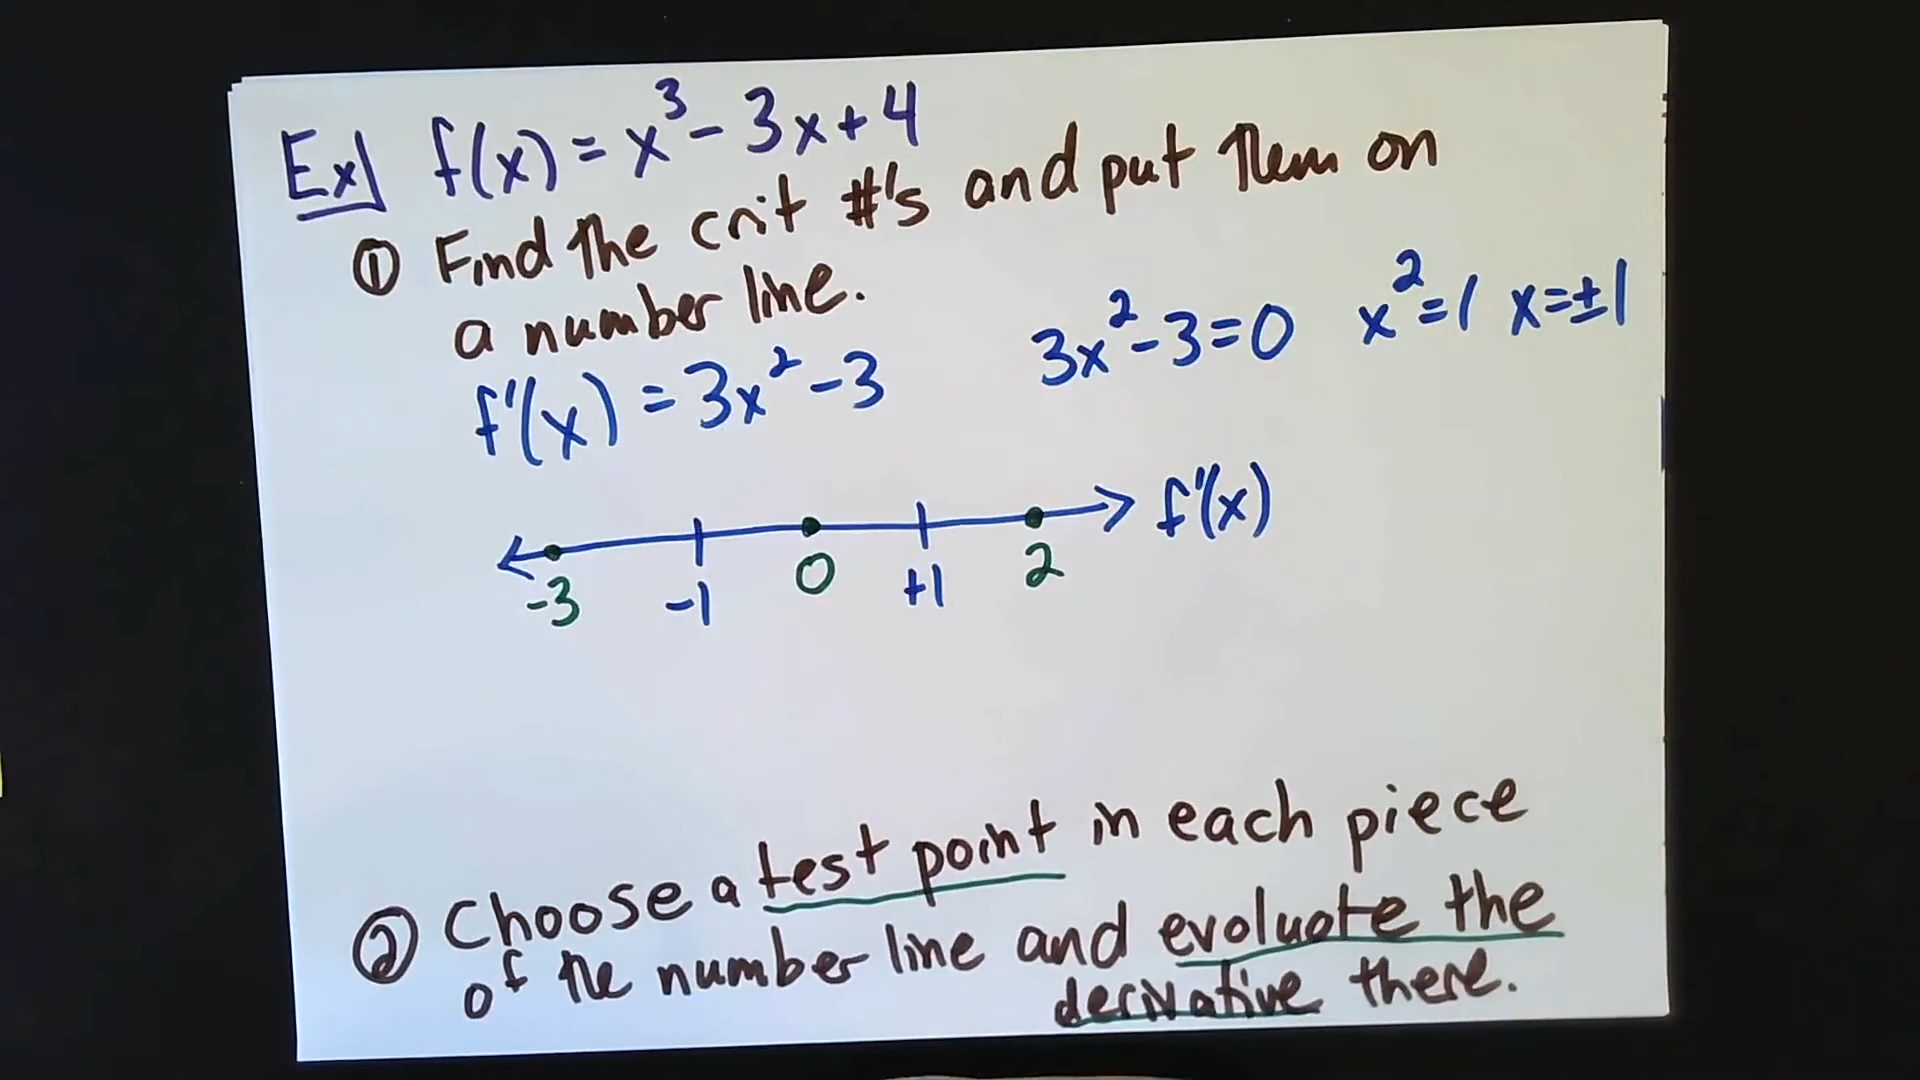 Ex] f(x) = x³ - 3x + 4
① Find the crit #'s and put them on
a number line.
f'(x) = 3x² - 3   3x² - 3 = 0   x² = 1   x = ±1
f'(x)
-3   -1   0   +1   2
② Choose a test point in each piece
of the number line and evaluate the
derivative there.